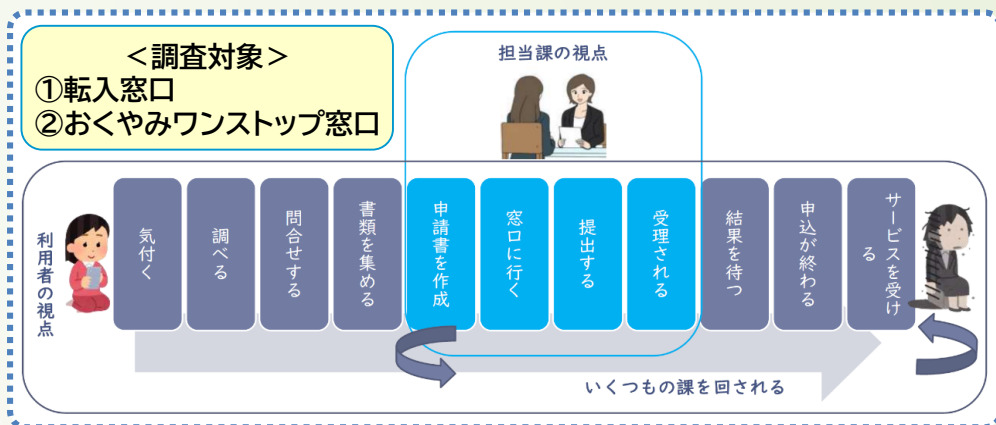 ＜調査対象＞
①転入窓口
②おくやみワンストップ窓口
担当課の視点
利用者の視点
気付く
調べる
問合せする
書類を集める
申請書を作成
窓口に行く
提出する
受理される
結果を待つ
申込が終わる
サービスを受け
る
いくつもの課を回される